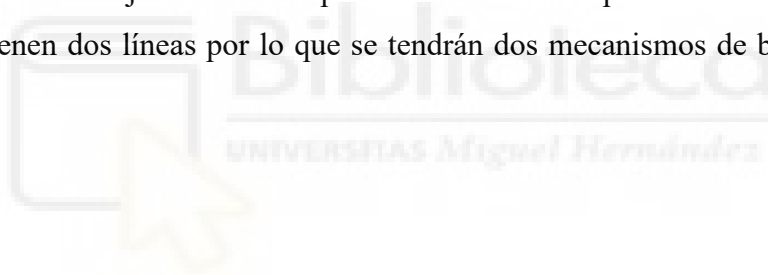 enen dos líneas por lo que se tendrán dos mecanismos de b
Biblioteca
UNIVERSITAS Miguel Hernández